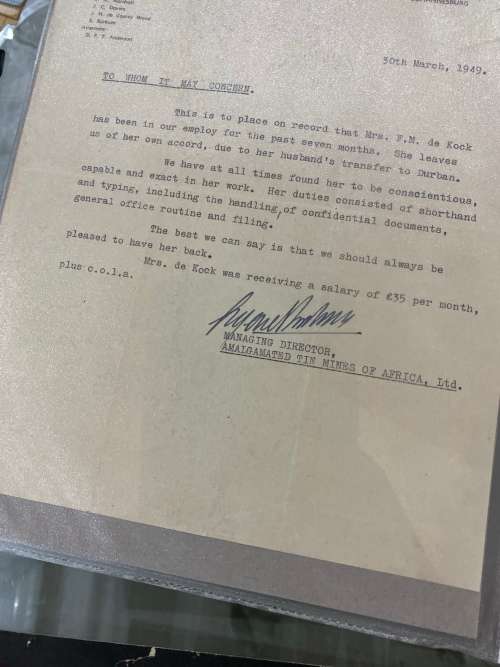 J. C. Davies
30th March, 1949.
TO WHOM IT MAY CONCERN.
This is to place on record that Mrs. F.M. de Kock
has been in our employ for the past seven months. She leaves
us of her own accord, due to her husband's transfer to Durban.
We have at all times found her to be conscientious,
capable and exact in her work. Her duties consisted of shorthand
and typing, including the handling of confidential documents,
general office routine and filing.
The best we can say is that we should always be
pleased to have her back.
Mrs. de Kock was receiving a salary of £35 per month,
plus c.o.l.a.
MANAGING DIRECTOR,
AMALGAMATED TIN MINES OF AFRICA, Ltd.